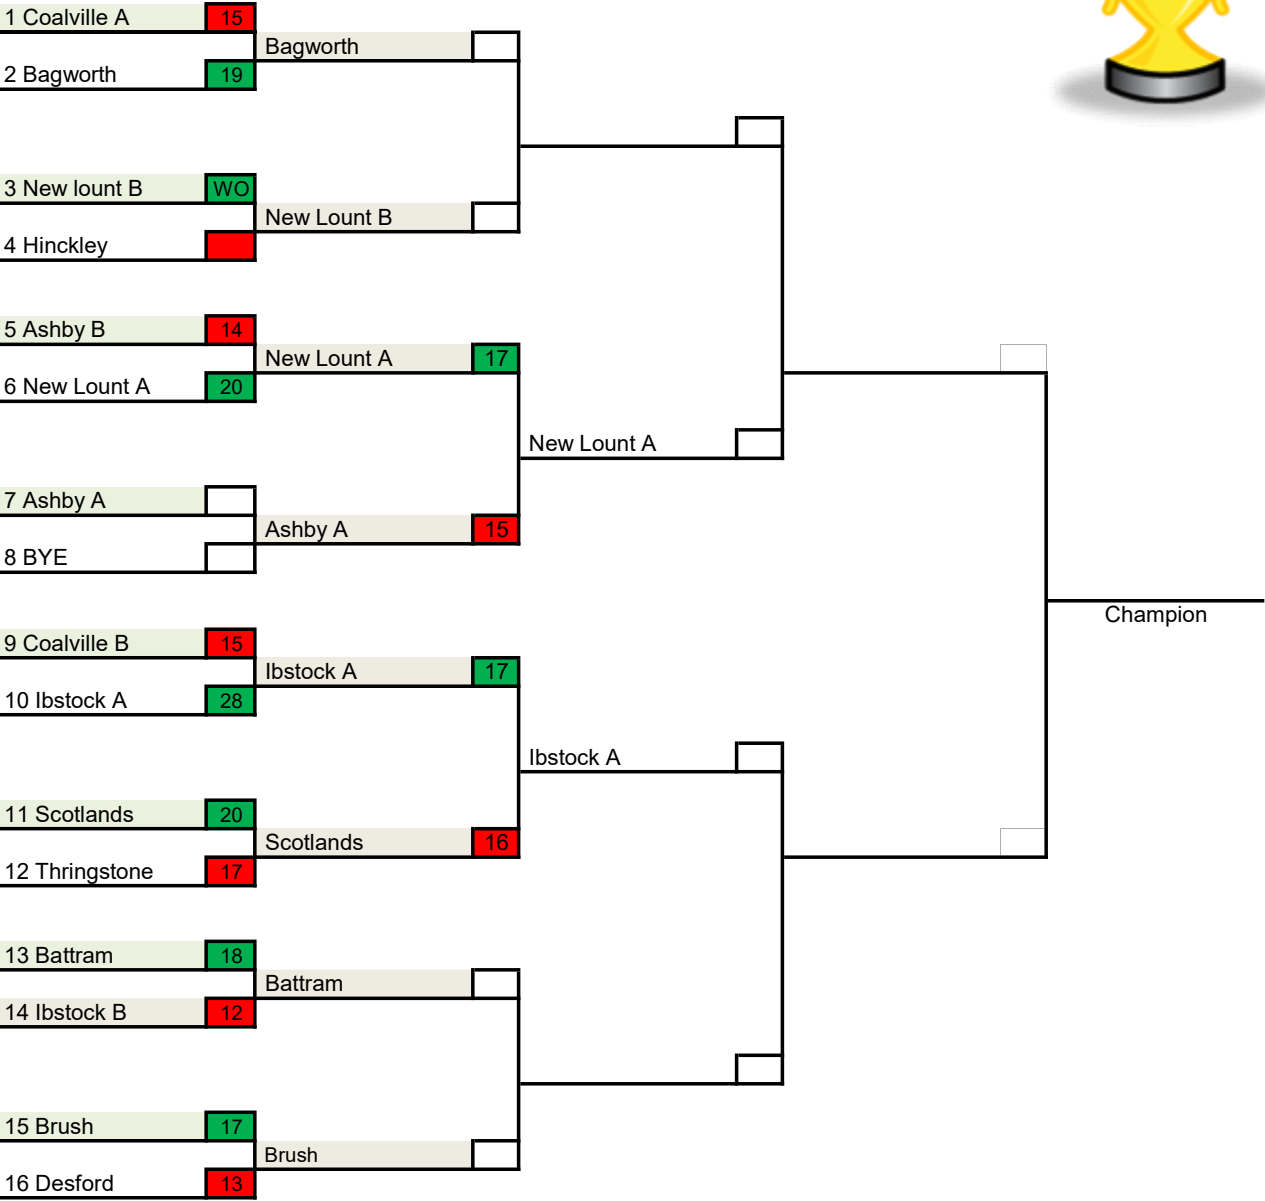 1 Coalville A 15
Bagworth
2 Bagworth 19
3 New lount B WO
New Lount B
4 Hinckley
5 Ashby B 14
New Lount A 17
6 New Lount A 20
New Lount A
7 Ashby A
Ashby A 15
8 BYE
Champion
9 Coalville B 15
Ibstock A 17
10 Ibstock A 28
Ibstock A
11 Scotlands 20
Scotlands 16
12 Thringstone 17
13 Battram 18
Battram
14 Ibstock B 12
15 Brush 17
Brush
16 Desford 13